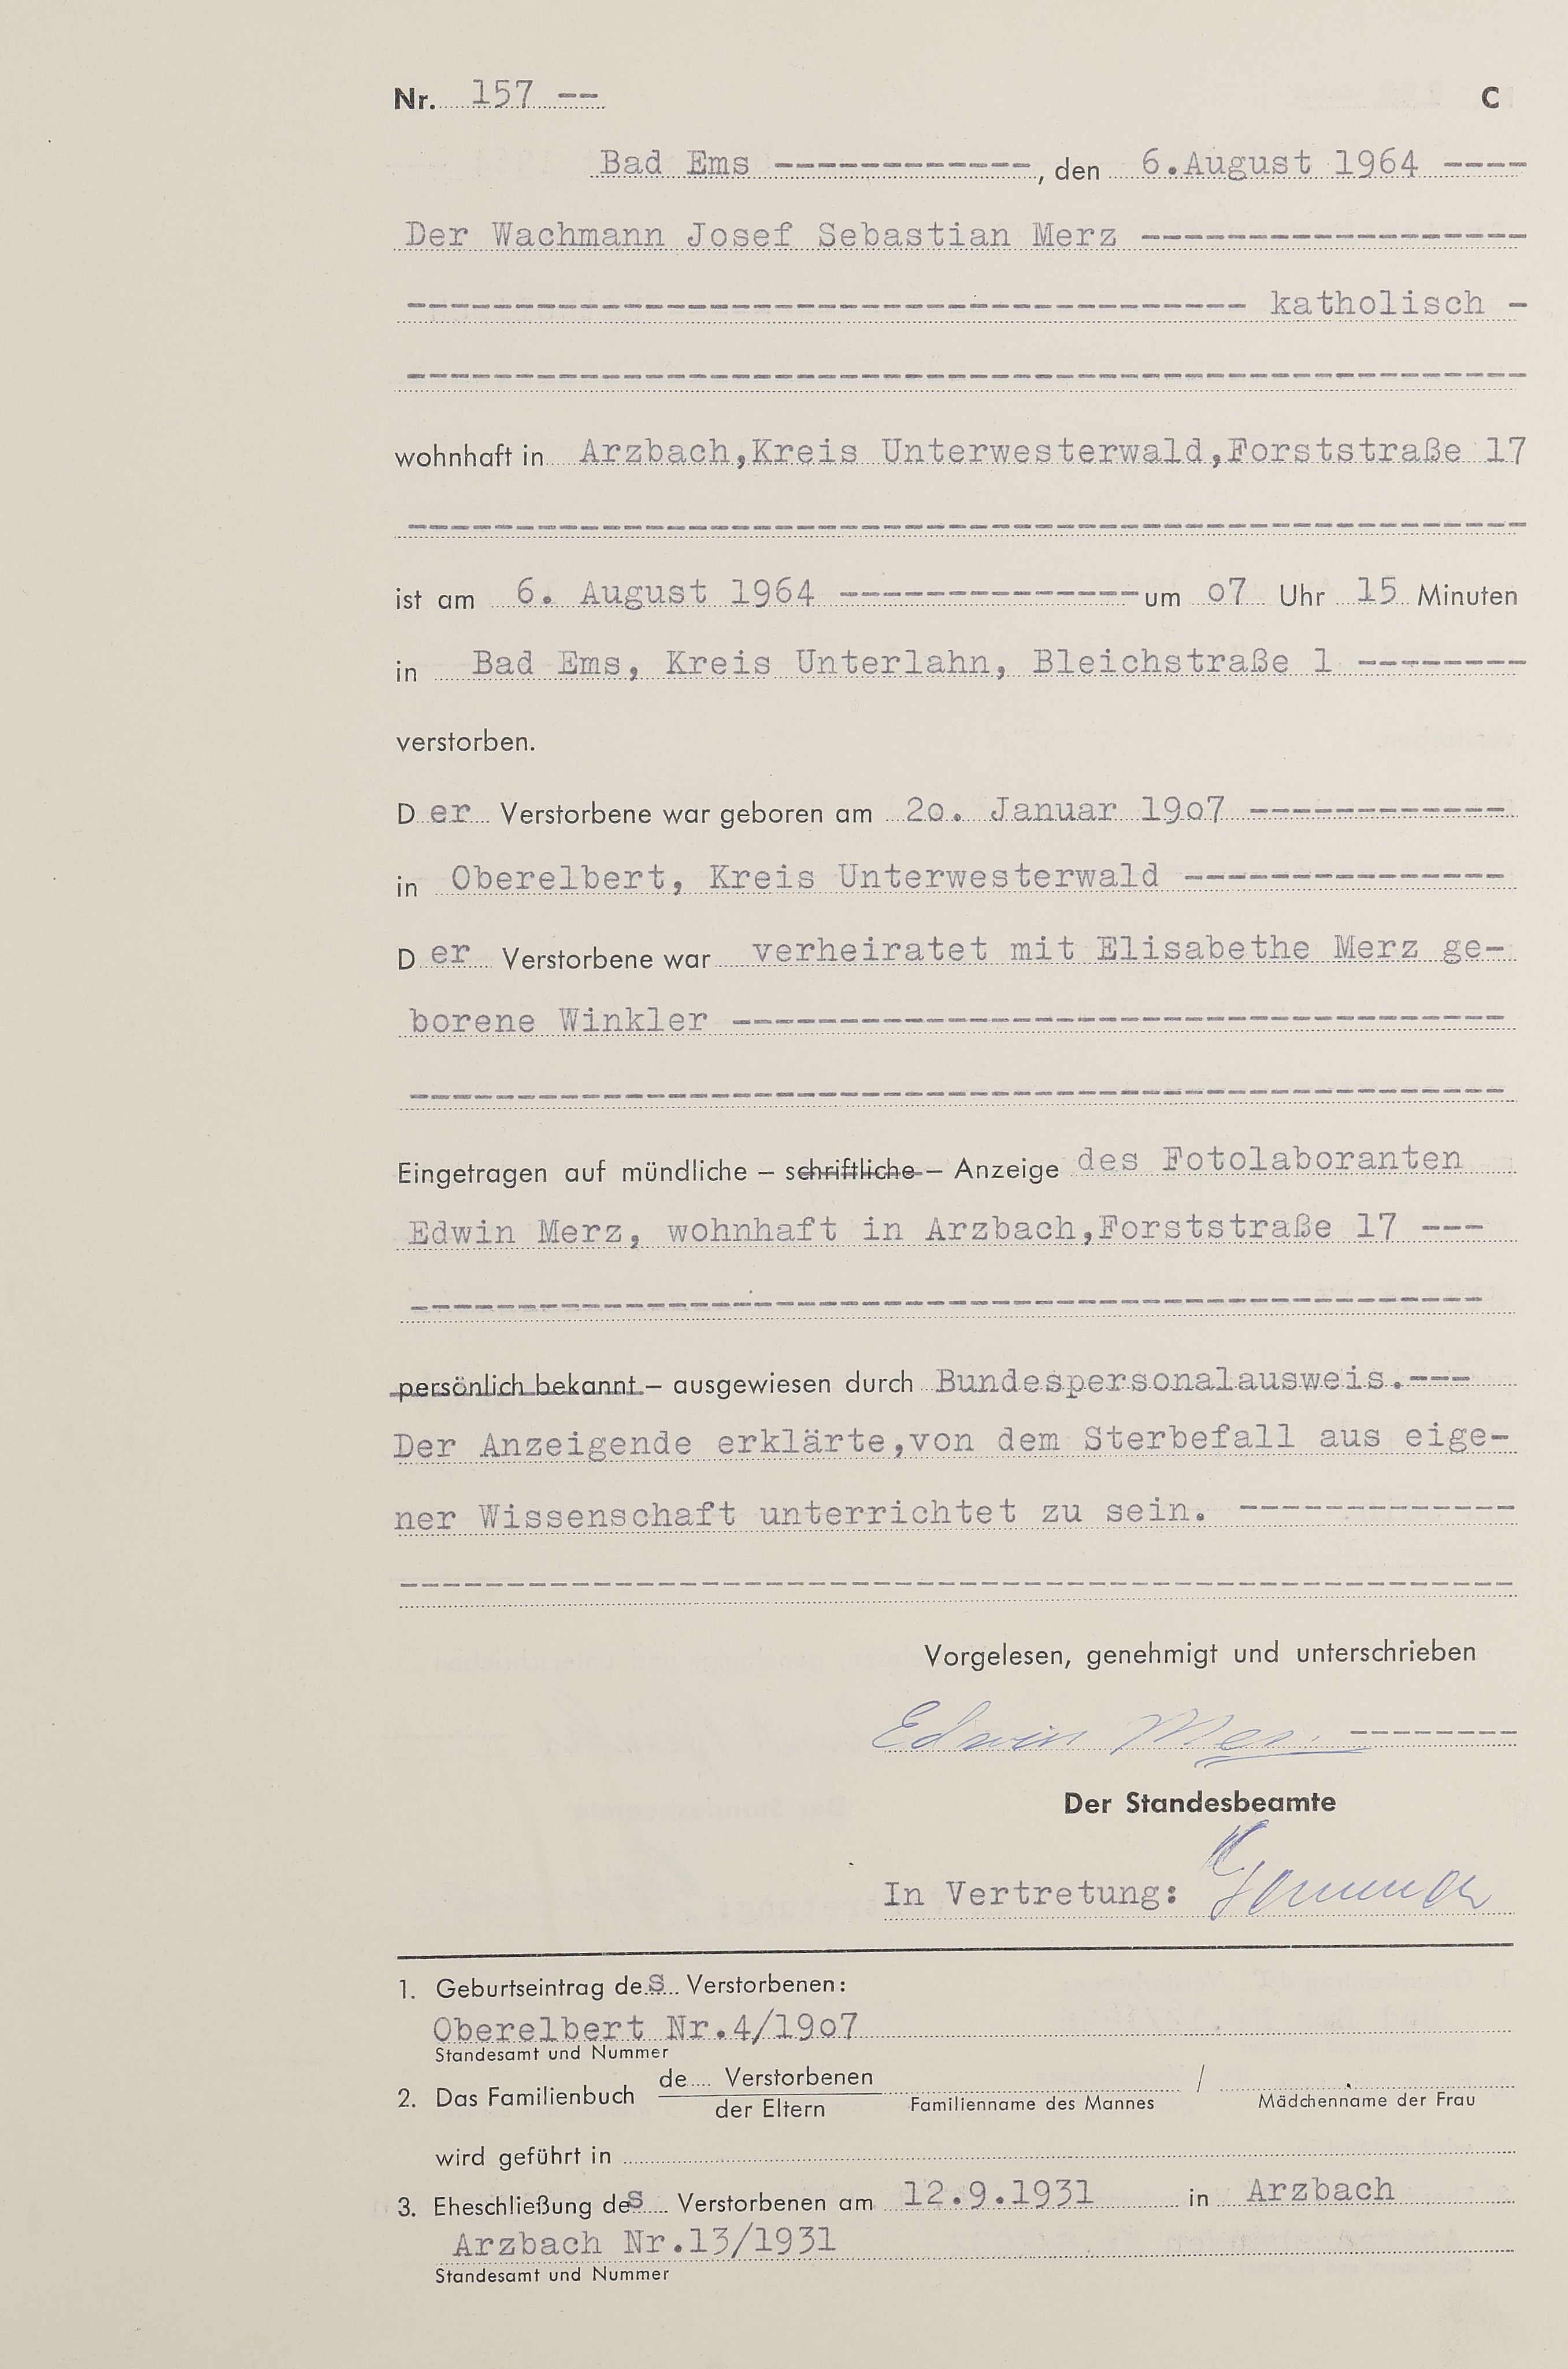 Nr. 157 -- C
Bad Ems ------------, den 6.August 1964 ----
Der Wachmann Josef Sebastian Merz ------------------
--------------------------------------- katholisch -
----------------------------------------------------
wohnhaft in Arzbach,Kreis Unterwesterwald,Forststraße 17
----------------------------------------------------
ist am 6. August 1964 -------------- um o7 Uhr 15 Minuten
in Bad Ems, Kreis Unterlahn, Bleichstraße 1 --------
verstorben.
D er Verstorbene war geboren am 2o. Januar 19o7 ------------
in Oberelbert, Kreis Unterwesterwald ---------------
D er Verstorbene war verheiratet mit Elisabethe Merz ge-
borene Winkler ------------------------------------
---------------------------------------------------
Eingetragen auf mündliche – schriftliche – Anzeige des Fotolaboranten
Edwin Merz, wohnhaft in Arzbach,Forststraße 17 ---
--------------------------------------------------
persönlich bekannt – ausgewiesen durch Bundespersonalausweis.---
Der Anzeigende erklärte,von dem Sterbefall aus eige-
ner Wissenschaft unterrichtet zu sein. -------------
----------------------------------------------------
Vorgelesen, genehmigt und unterschrieben
Edwin Merz --------
Der Standesbeamte
In Vertretung:
1. Geburtseintrag des Verstorbenen:
Oberelbert Nr.4/19o7
Standesamt und Nummer
2. Das Familienbuch de.... Verstorbenen / 
der Eltern Familienname des Mannes Mädchenname der Frau
wird geführt in
3. Eheschließung des Verstorbenen am 12.9.1931 in Arzbach
Arzbach Nr.13/1931
Standesamt und Nummer